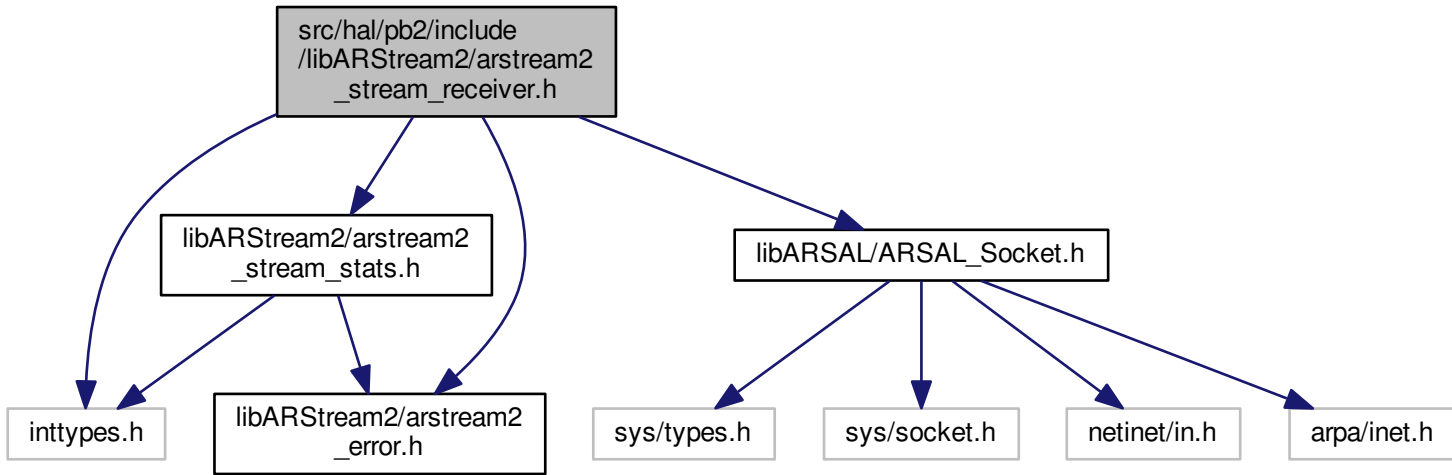 src/hal/pb2/include
/libARStream2/arstream2
_stream_receiver.h
libARStream2/arstream2
_stream_stats.h
libARSAL/ARSAL_Socket.h
inttypes.h
libARStream2/arstream2
_error.h
sys/types.h
sys/socket.h
netinet/in.h
arpa/inet.h